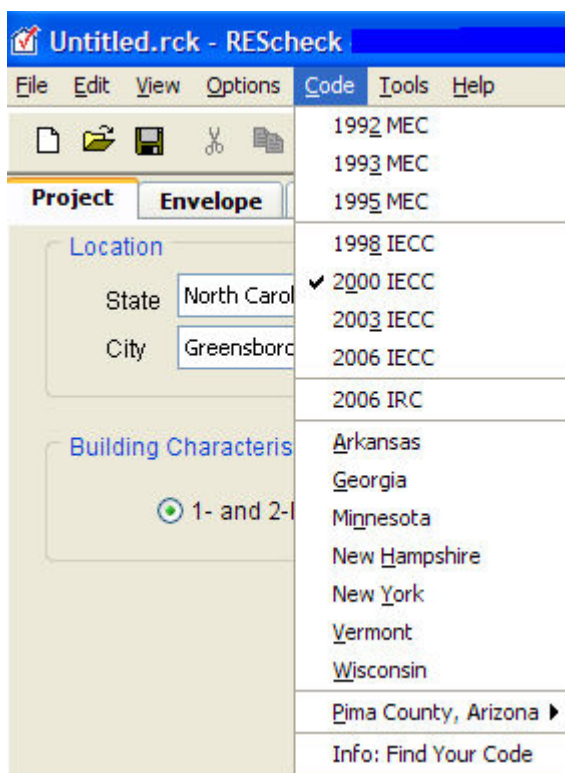 Untitled.rck - REScheck
File Edit View Options Code Tools Help
Project Envelope
Location
State North Carol
City Greensboro
Building Characteris
1- and 2-
1992 MEC
1993 MEC
1995 MEC
1998 IECC
2000 IECC
2003 IECC
2006 IECC
2006 IRC
Arkansas
Georgia
Minnesota
New Hampshire
New York
Vermont
Wisconsin
Pima County, Arizona
Info: Find Your Code